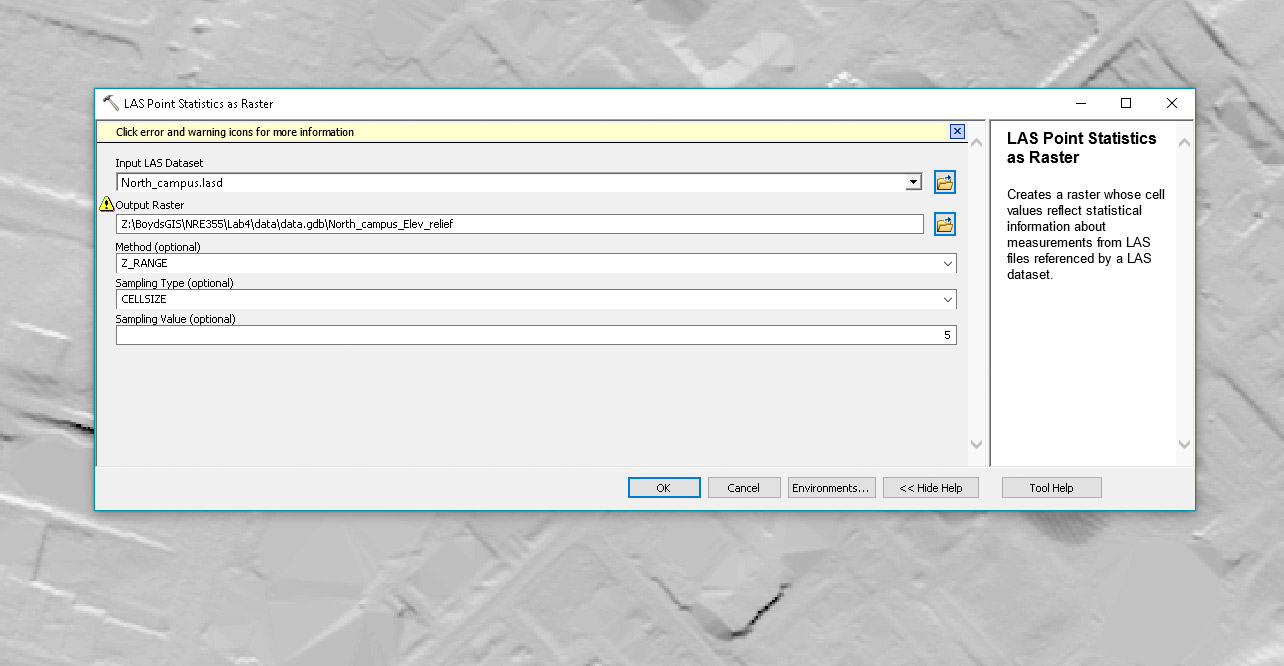 LAS Point Statistics as Raster
Click error and warning icons for more information
Input LAS Dataset
North_campus.lasd
Output Raster
Z:\BoydsGIS\NRE355\Lab4\data\data.gdb\North_campus_Elev_relief
Method (optional)
Z_RANGE
Sampling Type (optional)
CELLSIZE
Sampling Value (optional)
5
OK
Cancel
Environments...
<< Hide Help
LAS Point Statistics
as Raster
Creates a raster whose cell
values reflect statistical
information about
measurements from LAS
files referenced by a LAS
dataset.
Tool Help